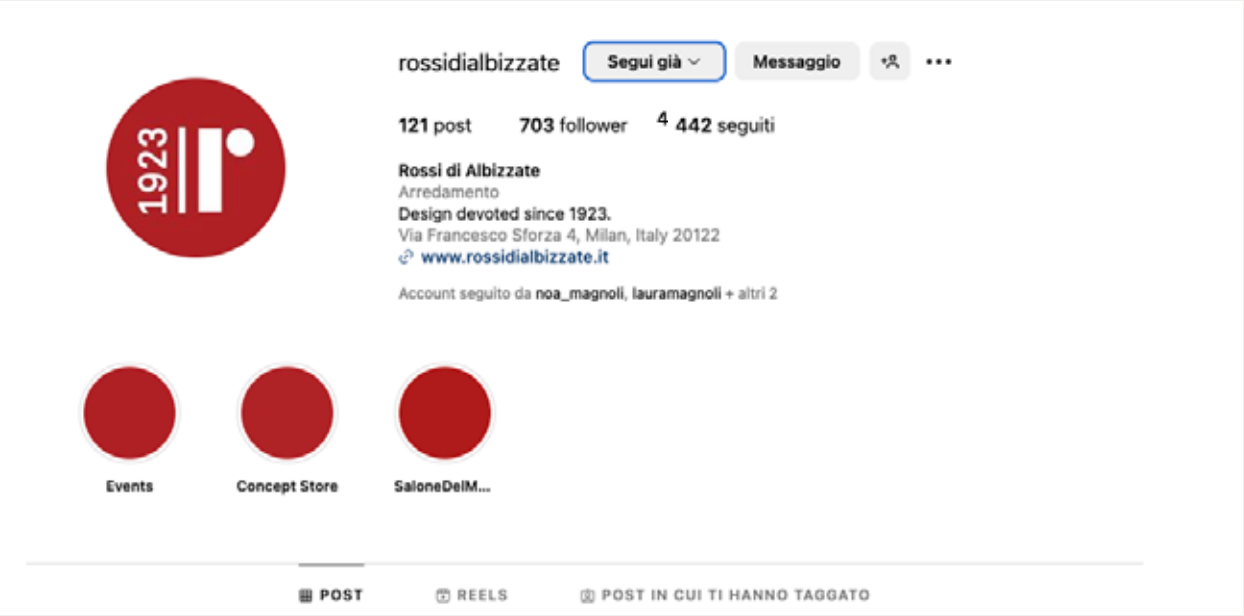 rossidialbizzate Segui già Messaggio
121 post 703 follower 4 442 seguiti
1923
Rossi di Albizzate
Arredamento
Design devoted since 1923.
Via Francesco Sforza 4, Milan, Italy 20122
www.rossidialbizzate.it
Account seguito da noa_magnoli, lauramagnoli + altri 2
Events Concept Store SaloneDelM...
POST REELS POST IN CUI TI HANNO TAGGATO